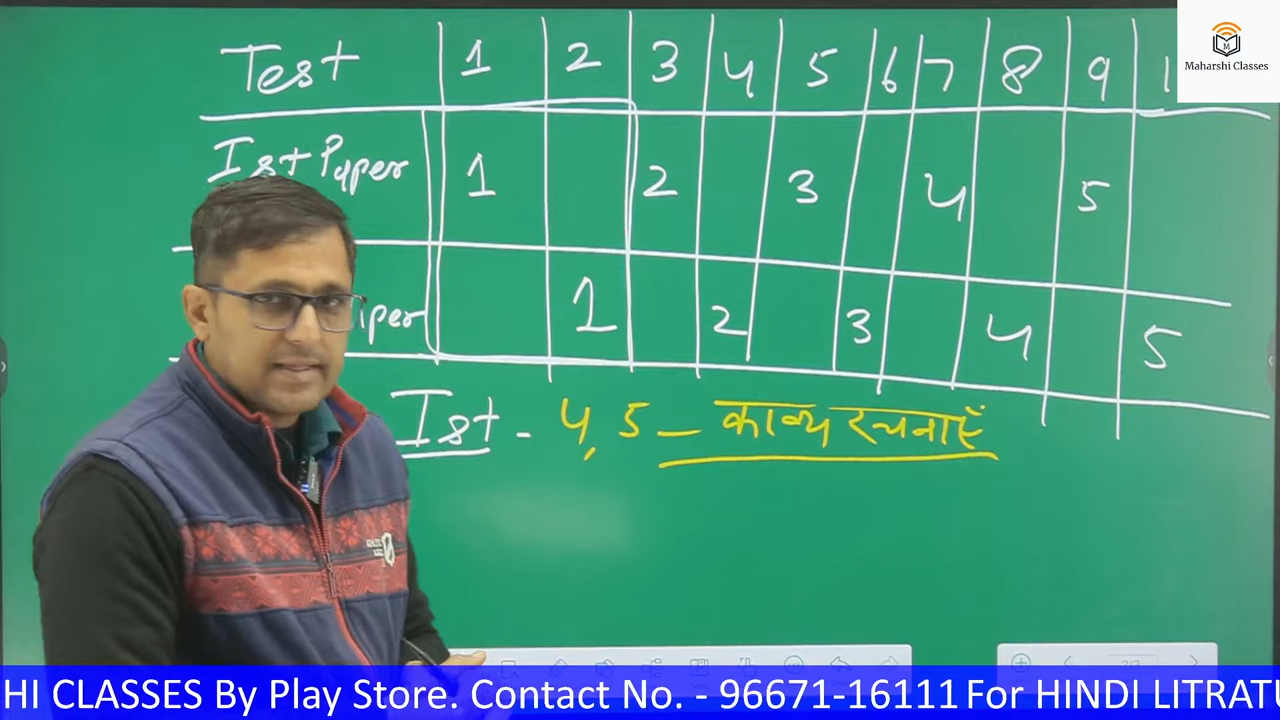 Test 1 2 3 4 5 6 7 8 9 1
Ist Paper 1 2 3 4 5
1 2 3 4 5
Ist - 4, 5 - काव्य रचनाएँ
Maharshi Classes
HI CLASSES By Play Store. Contact No. - 96671-16111 For HINDI LITRATU